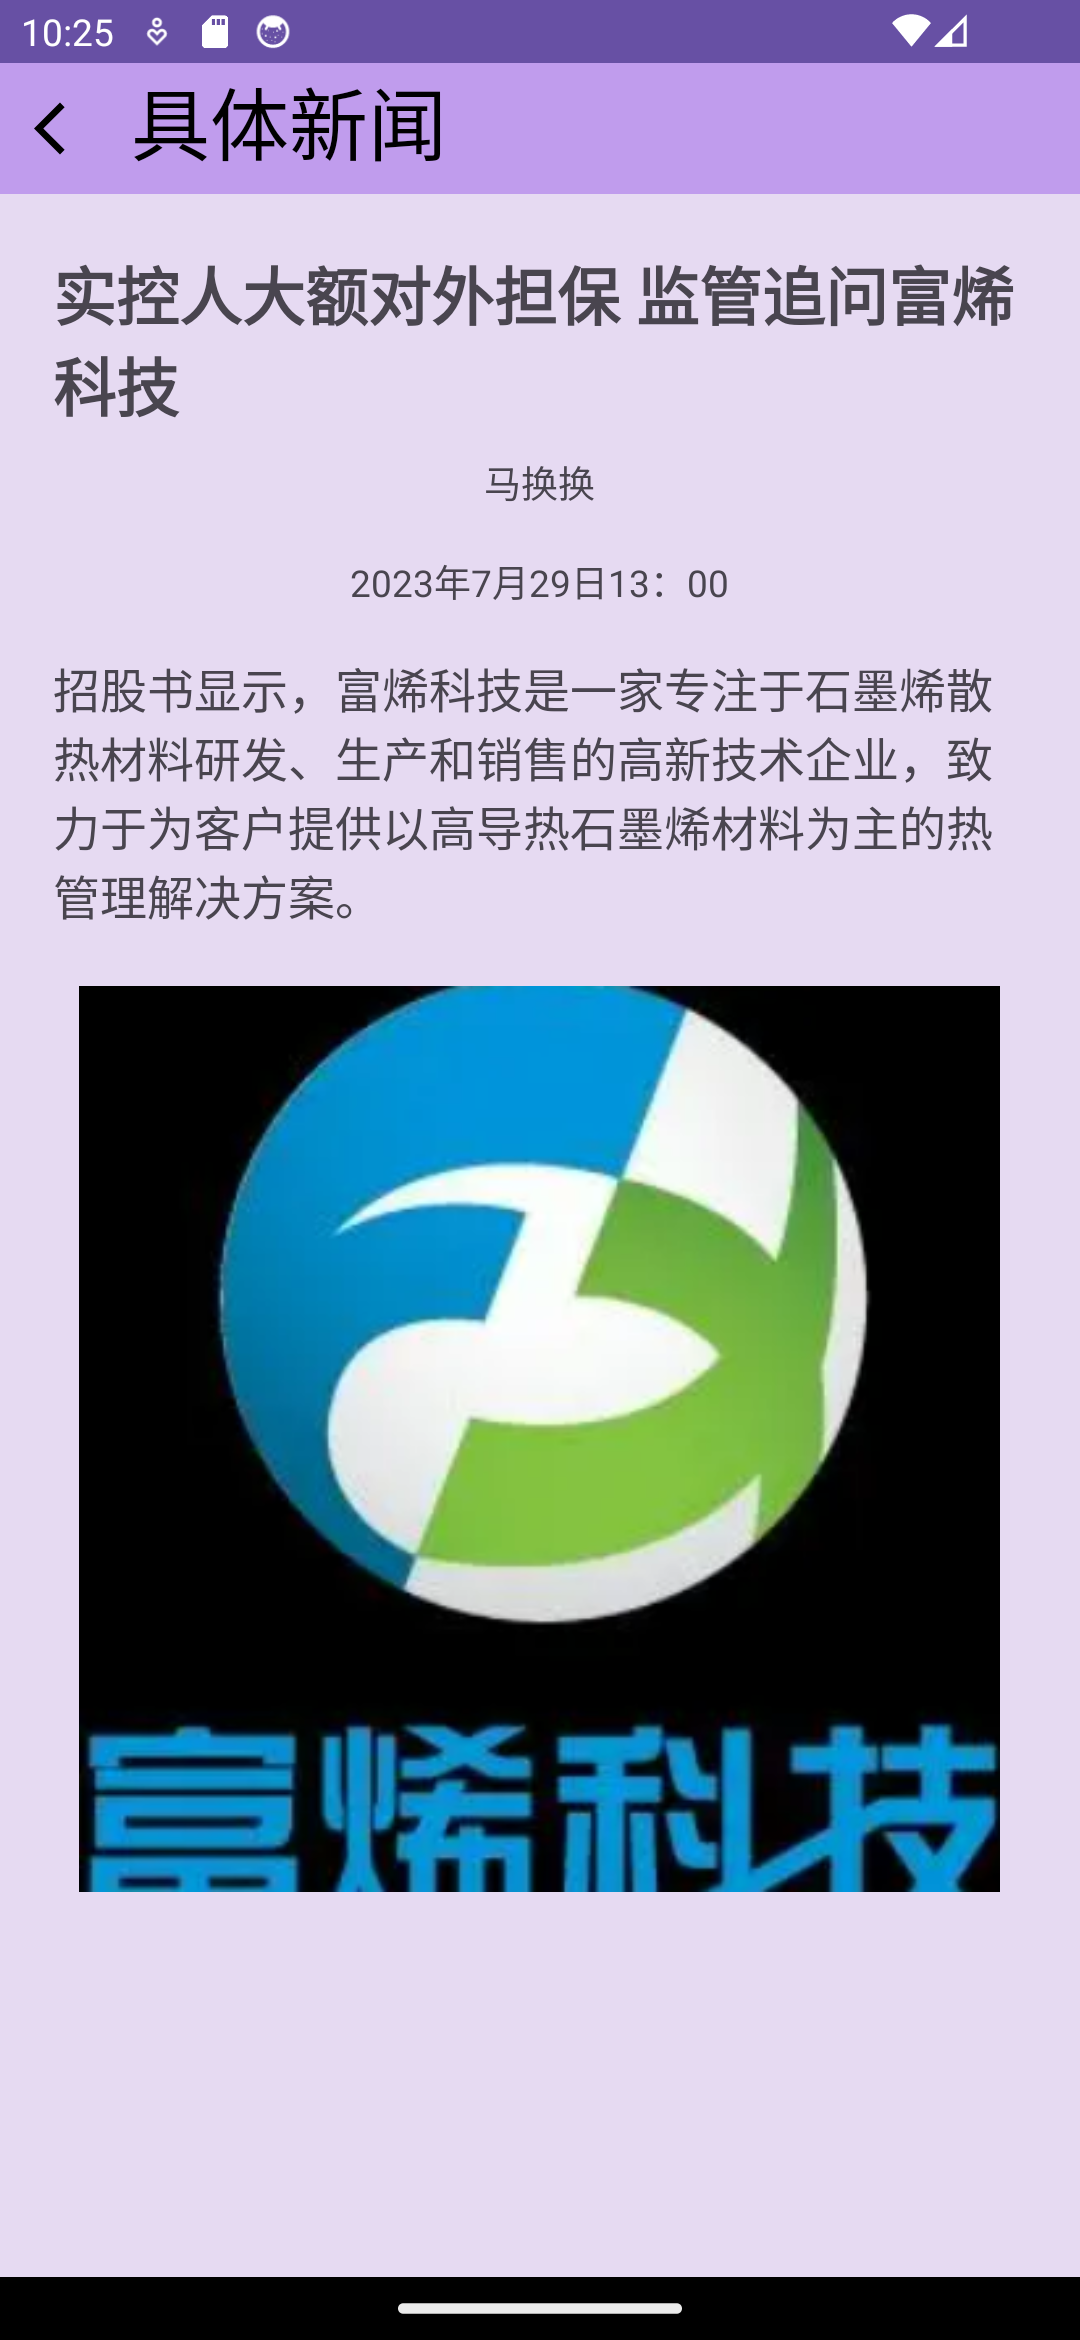 10:25
具体新闻
实控人大额对外担保 监管追问富烯
科技
马换换
2023年7月29日13：00
招股书显示，富烯科技是一家专注于石墨烯散
热材料研发、生产和销售的高新技术企业，致
力于为客户提供以高导热石墨烯材料为主的热
管理解决方案。
富烯科技